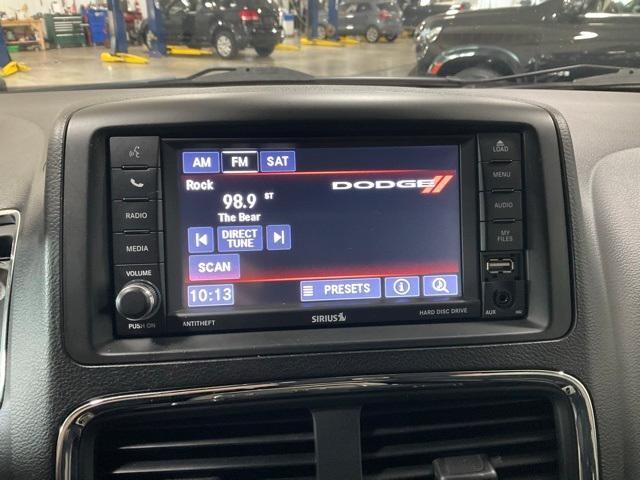 AM FM SAT
Rock
DODGE
98.9 ST
The Bear
DIRECT TUNE
SCAN
10:13
PRESETS
RADIO
MEDIA
VOLUME
PUSH
ANTITHEFT
SIRIUS
HARD DISC DRIVE
LOAD
MENU
AUDIO
MY FILES
AUX